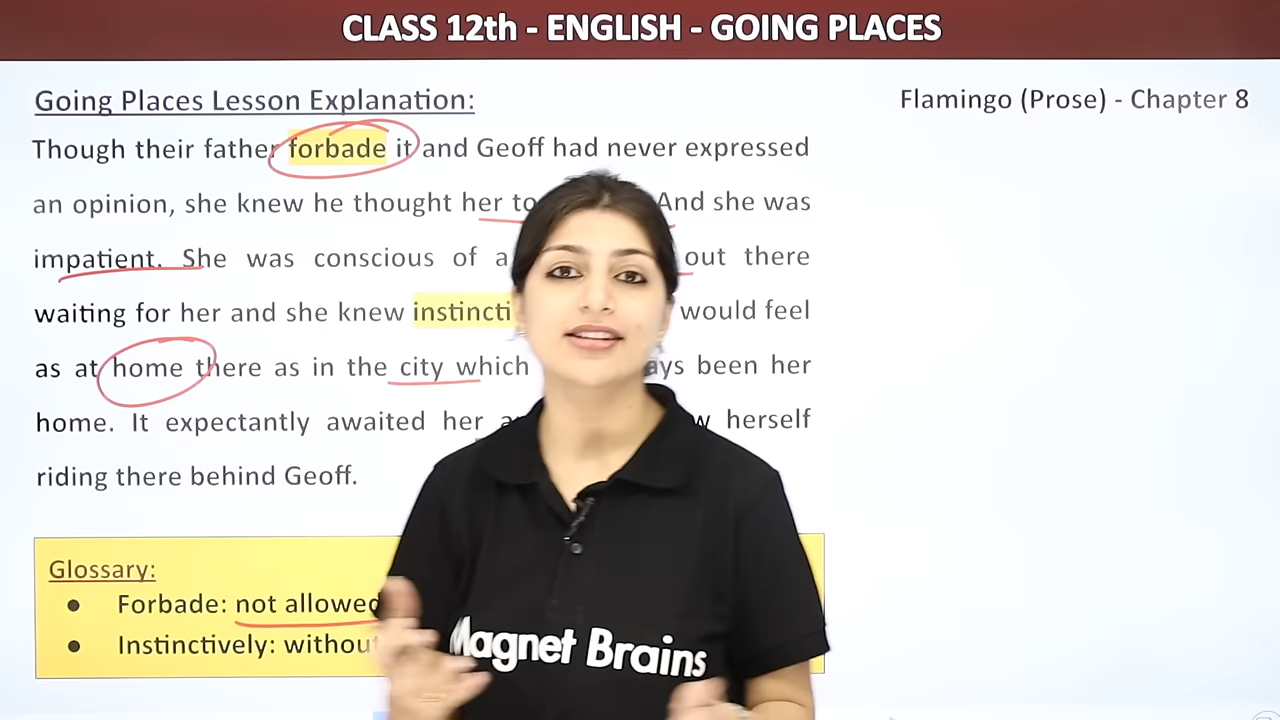 CLASS 12th - ENGLISH - GOING PLACES
Going Places Lesson Explanation:
Flamingo (Prose) - Chapter 8
Though their father forbade it and Geoff had never expressed
an opinion, she knew he thought her And she was
impatient. She was conscious of a out there
waiting for her and she knew would feel
as at home there as in the city which been her
home. It expectantly awaited her herself
riding there behind Geoff.
Glossary:
● Forbade: not allowed
● Instinctively: without
Magnet Brains